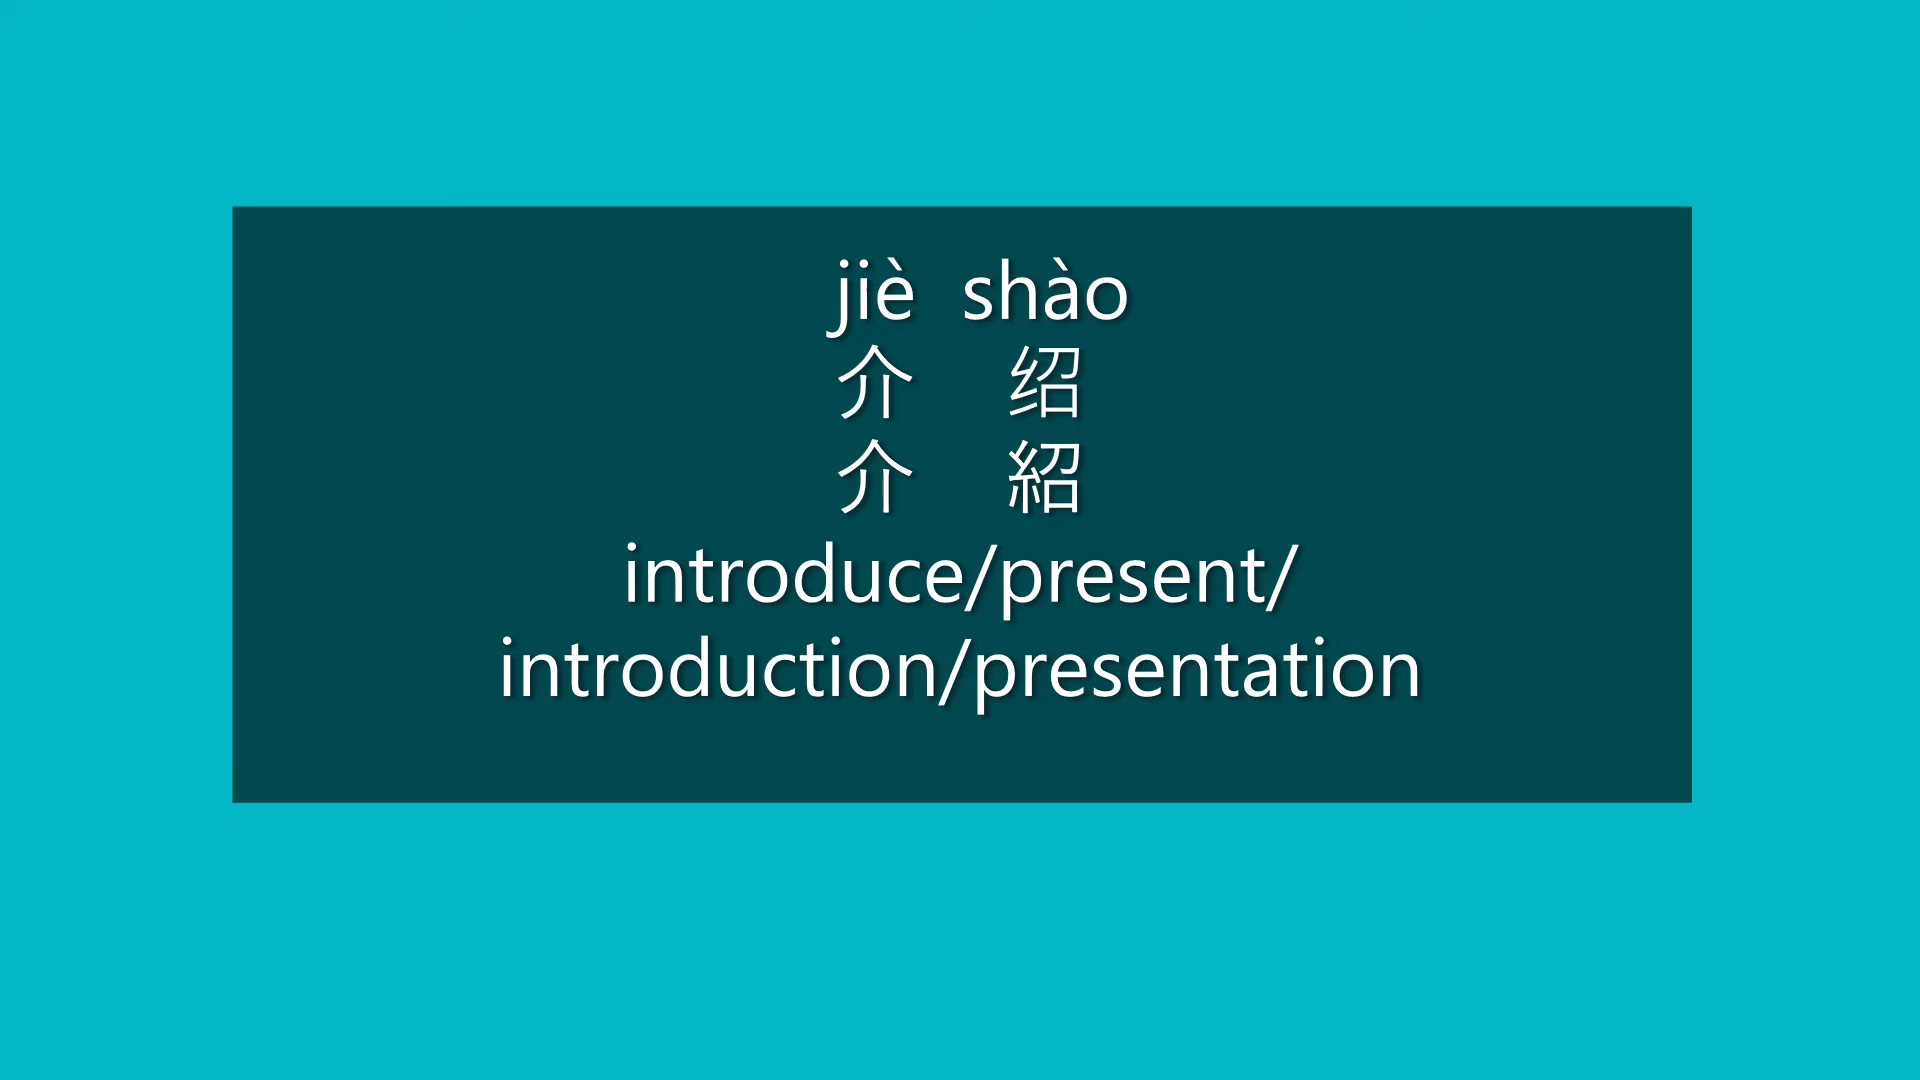 jiè shào
介 绍
介 紹
introduce/present/
introduction/presentation